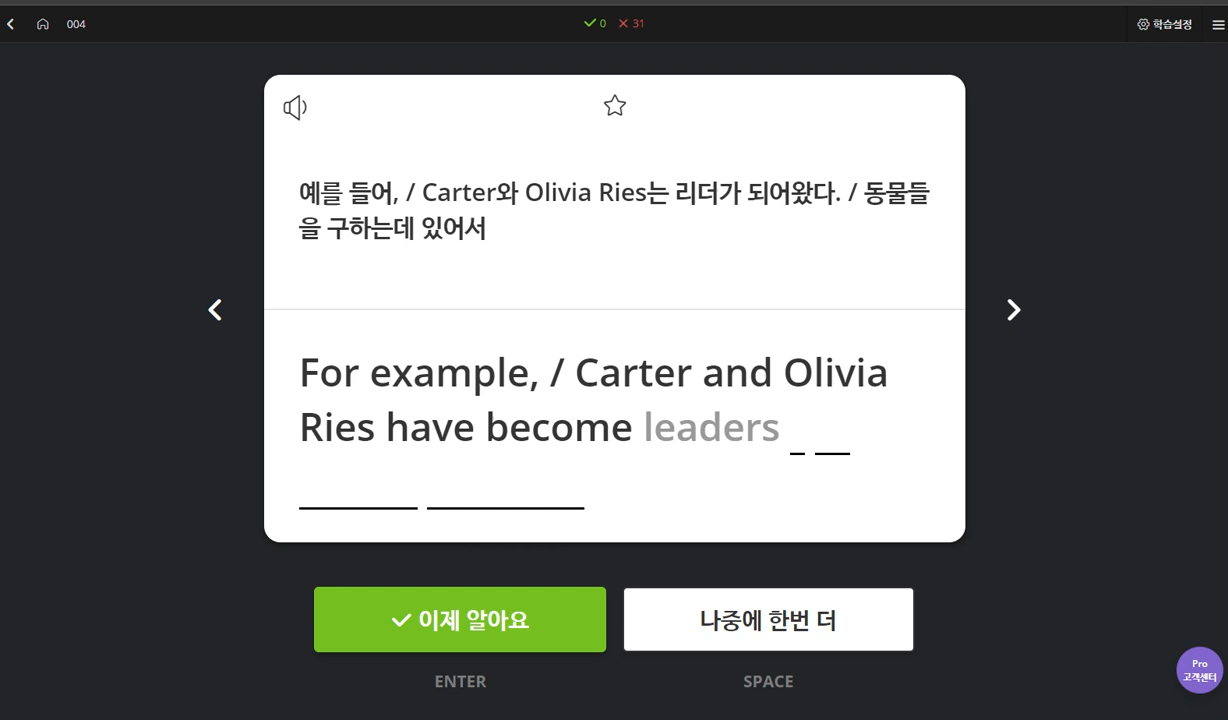 004
0
31
학습설정
예를 들어, / Carter와 Olivia Ries는 리더가 되어왔다. / 동물들
을 구하는데 있어서
For example, / Carter and Olivia
Ries have become leaders
이제 알아요
나중에 한번 더
ENTER
SPACE
Pro
고객센터